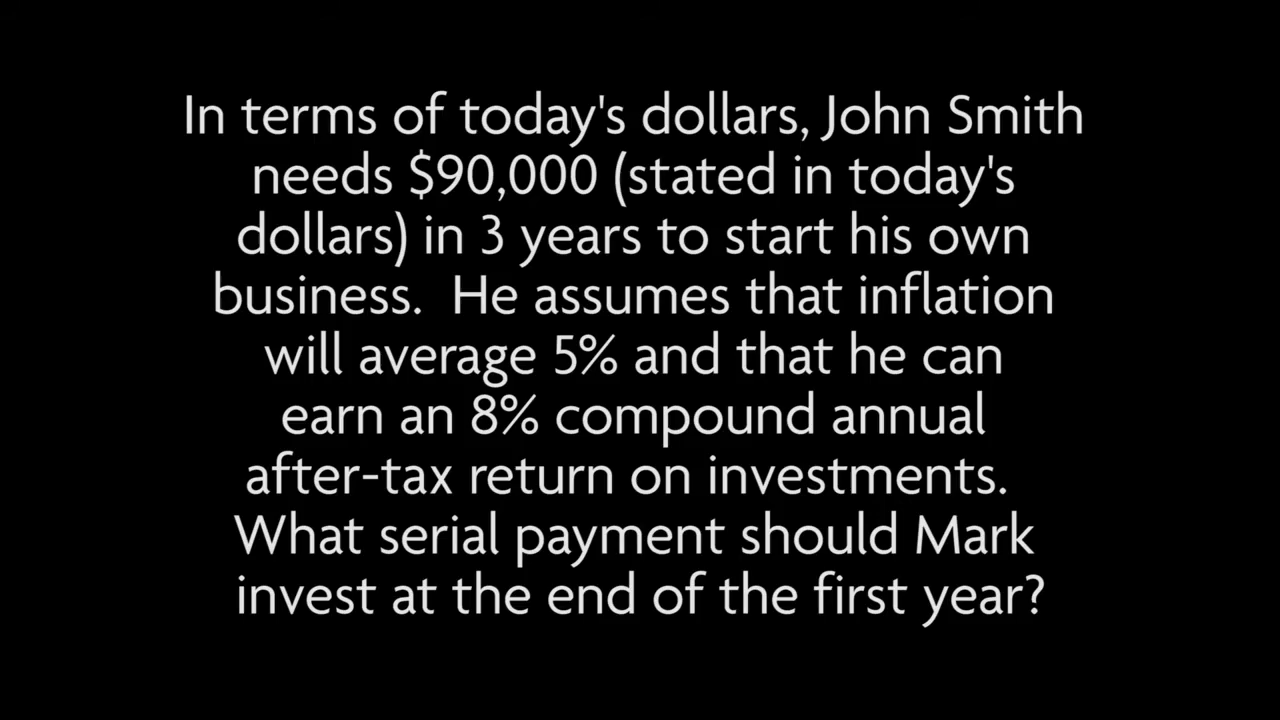 In terms of today's dollars, John Smith
needs $90,000 (stated in today's
dollars) in 3 years to start his own
business.  He assumes that inflation
will average 5% and that he can
earn an 8% compound annual
after-tax return on investments.
What serial payment should Mark
invest at the end of the first year?